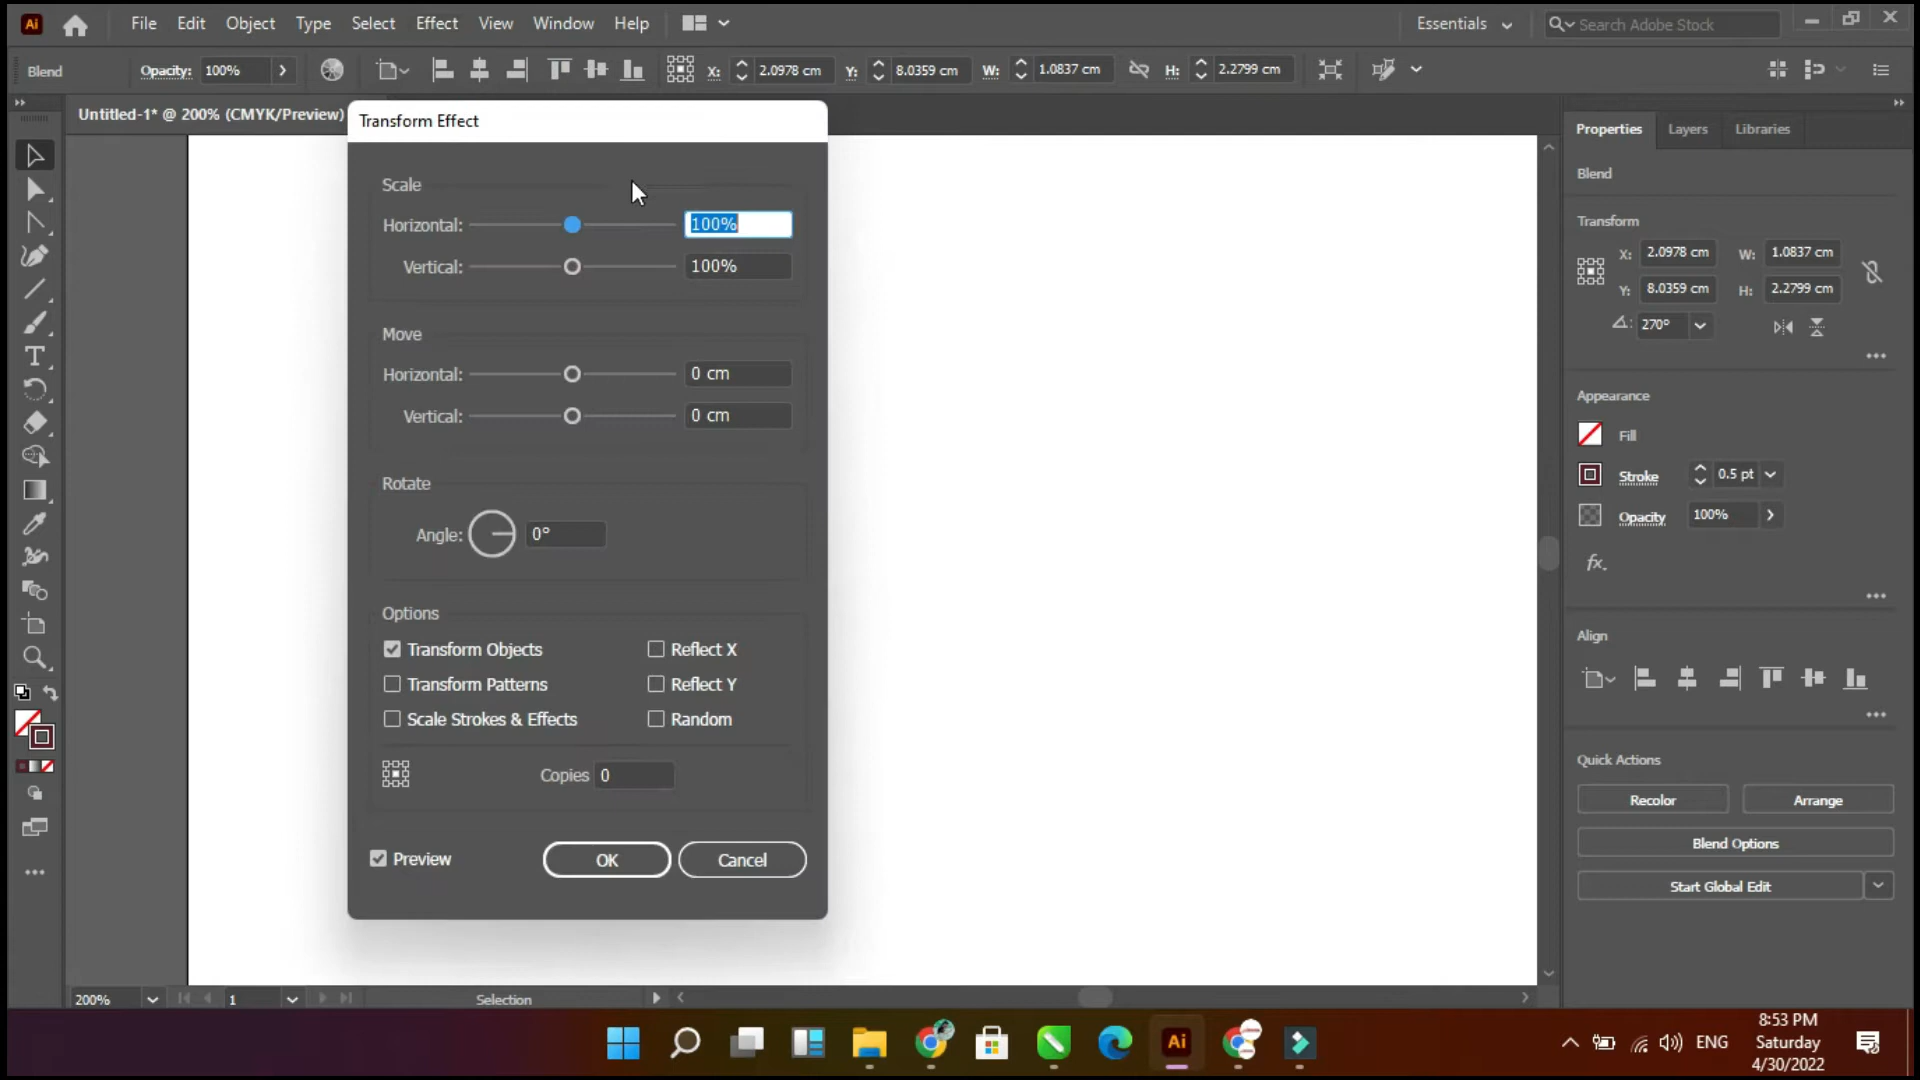 Ai File Edit Object Type Select Effect View Window Help Essentials Search Adobe Stock
Blend Opacity: 100% X: 2.0978 cm Y: 8.0359 cm W: 1.0837 cm H: 2.2799 cm
Untitled-1* @ 200% (CMYK/Preview)
Transform Effect
Scale
Horizontal: 100%
Vertical: 100%
Move
Horizontal: 0 cm
Vertical: 0 cm
Rotate
Angle: 0°
Options
Transform Objects Reflect X
Transform Patterns Reflect Y
Scale Strokes & Effects Random
Copies 0
Preview OK Cancel
Properties Layers Libraries
Blend
Transform
X: 2.0978 cm W: 1.0837 cm
Y: 8.0359 cm H: 2.2799 cm
270°
Appearance
Fill
Stroke 0.5 pt
Opacity 100%
fx.
Align
Quick Actions
Recolor Arrange
Blend Options
Start Global Edit
200% 1 Selection
Ai ENG
8:53 PM
Saturday
4/30/2022